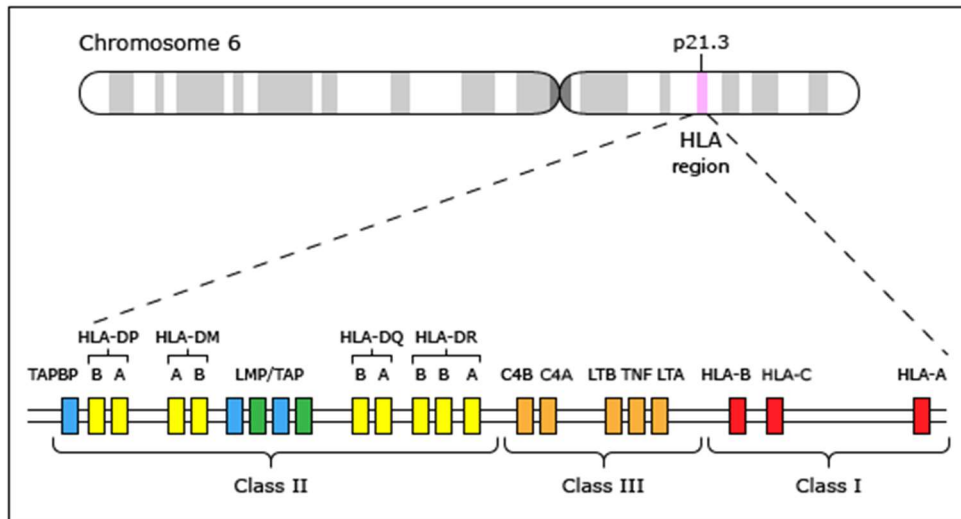 Chromosome 6
p21.3
HLA
region
HLA-DP HLA-DM HLA-DQ HLA-DR
TAPBP B A A B LMP/TAP B A B B A C4B C4A LTB TNF LTA HLA-B HLA-C HLA-A
Class II Class III Class I